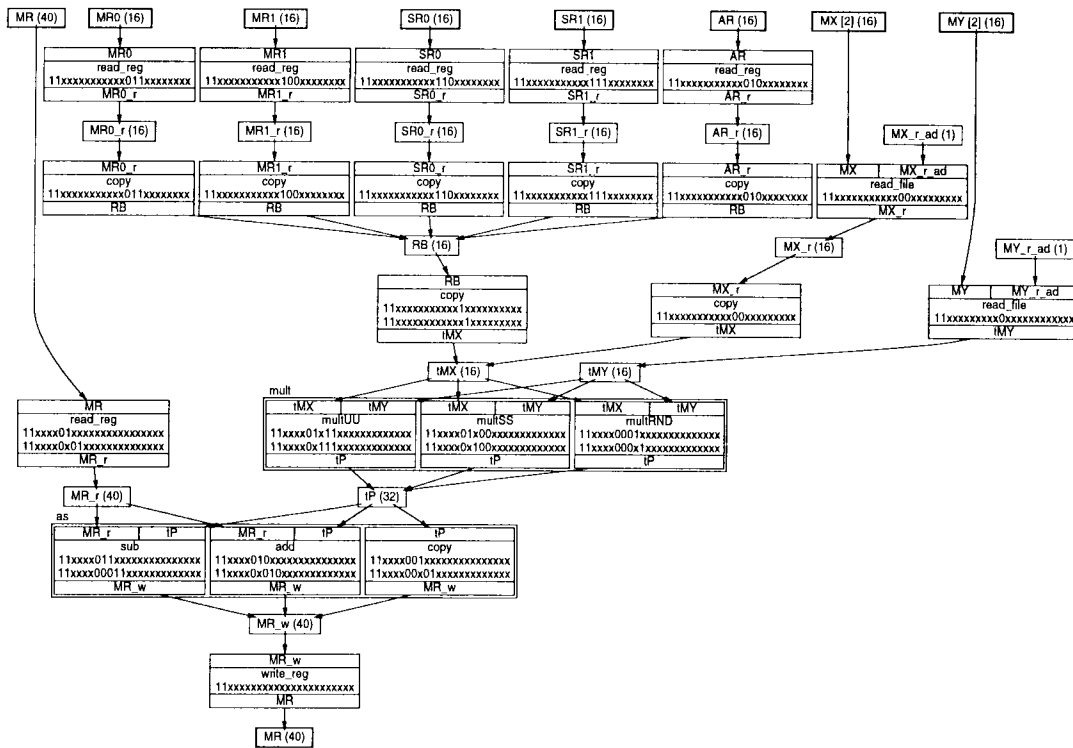 MR (40)
MR0 (16)
MR1 (16)
SR0 (16)
SR1 (16)
AR (16)
MX [2] (16)
MY [2] (16)
MR0
read_reg
11xxxxxxxxxxx011xxxxxxxx
MR0_r
MR1
read_reg
11xxxxxxxxxxx100xxxxxxxx
MR1_r
SR0
read_reg
11xxxxxxxxxxx110xxxxxxxx
SR0_r
SR1
read_reg
11xxxxxxxxxxx111xxxxxxxx
SR1_r
AR
read_reg
11xxxxxxxxxxx010xxxxxxxx
AR_r
MR0_r (16)
MR1_r (16)
SR0_r (16)
SR1_r (16)
AR_r (16)
MX_r_ad (1)
MR0_r
copy
11xxxxxxxxxxx011xxxxxxxx
RB
MR1_r
copy
11xxxxxxxxxxx100xxxxxxxx
RB
SR0_r
copy
11xxxxxxxxxxx110xxxxxxxx
RB
SR1_r
copy
11xxxxxxxxxxx111xxxxxxxx
RB
AR_r
copy
11xxxxxxxxxxx010xxxxxxxx
RB
MX MX_r_ad
read_file
11xxxxxxxxxxx00xxxxxxxxx
MX_r
RB (16)
MX_r (16)
MY_r_ad (1)
RB
copy
11xxxxxxxxxxx1xxxxxxxxxx
11xxxxxxxxxxxx1xxxxxxxxx
tMX
MX_r
copy
11xxxxxxxxxxx00xxxxxxxxx
tMX
MY MY_r_ad
read_file
11xxxxxxxxx0xxxxxxxxxxxx
tMY
tMX (16)
tMY (16)
mult
tMX tMY
multUU
11xxxx01x11xxxxxxxxxxxxx
11xxxx0x111xxxxxxxxxxxxx
tP
tMX tMY
multSS
11xxxx01x00xxxxxxxxxxxxx
11xxxx0x100xxxxxxxxxxxxx
tP
tMX tMY
multRND
11xxxx0001xxxxxxxxxxxxxx
11xxxx000x1xxxxxxxxxxxxx
tP
MR
read_reg
11xxxx01xxxxxxxxxxxxxxxx
11xxxx0x01xxxxxxxxxxxxxx
MR_r
MR_r (40)
tP (32)
as
MR_r tP
sub
11xxxx011xxxxxxxxxxxxxxx
11xxxx00011xxxxxxxxxxxxx
MR_w
MR_r tP
add
11xxxx010xxxxxxxxxxxxxxx
11xxxx0x010xxxxxxxxxxxxx
MR_w
tP
copy
11xxxx001xxxxxxxxxxxxxxx
11xxxx00x01xxxxxxxxxxxxx
MR_w
MR_w (40)
MR_w
write_reg
11xxxxxxxxxxxxxxxxxxxxxx
MR
MR (40)